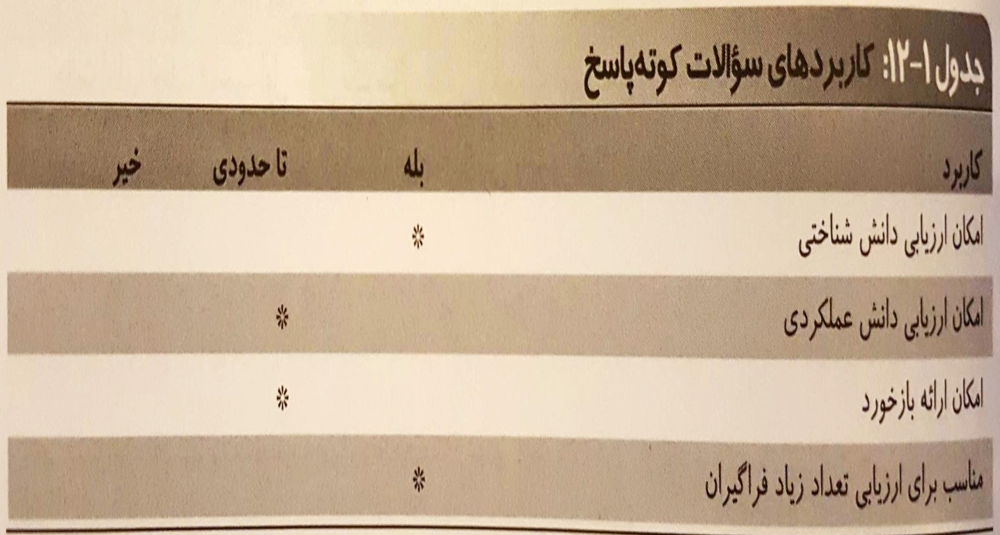 جدول ۱-۱۲: کاربردهای سؤالات کوته‌پاسخ
کاربرد بله تا حدودی خیر
امکان ارزیابی دانش شناختی *
امکان ارزیابی دانش عملکردی *
امکان ارائه بازخورد *
مناسب برای ارزیابی تعداد زیاد فراگیران *